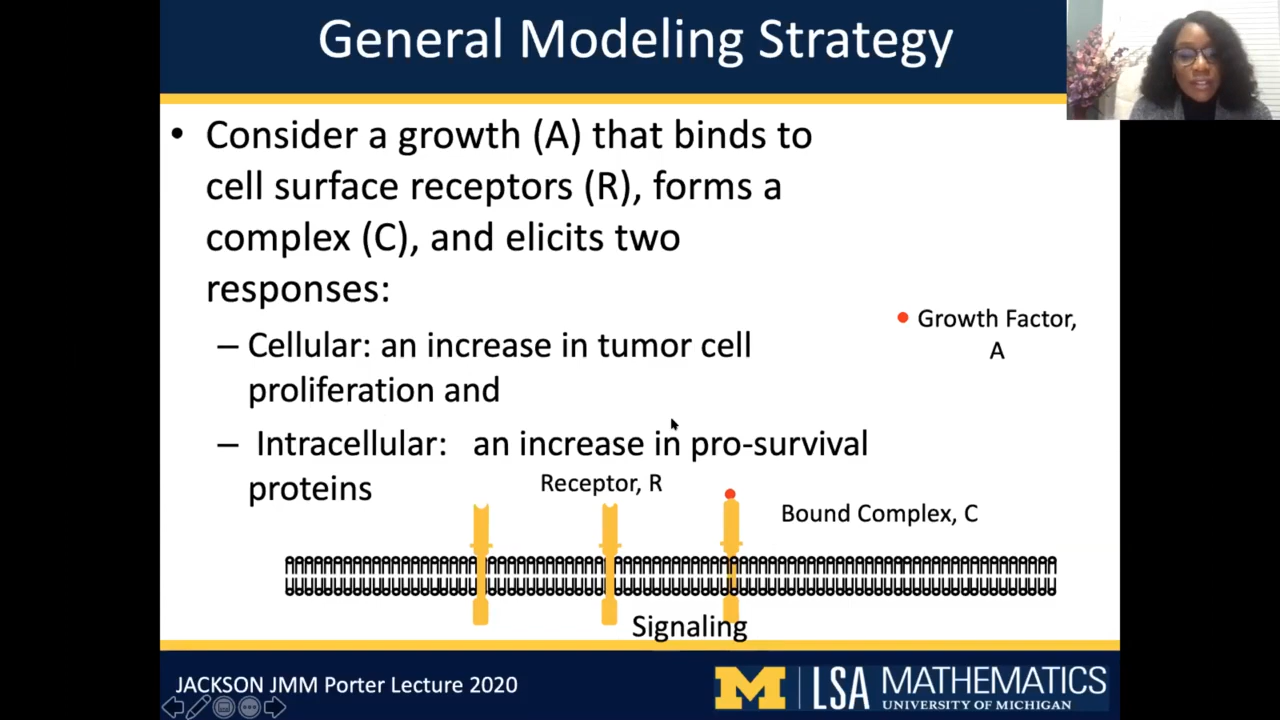 General Modeling Strategy
• Consider a growth (A) that binds to
cell surface receptors (R), forms a
complex (C), and elicits two
responses:
– Cellular: an increase in tumor cell
proliferation and
– Intracellular: an increase in pro-survival
proteins
Growth Factor,
A
Receptor, R
Bound Complex, C
Signaling
JACKSON JMM Porter Lecture 2020
M LSA MATHEMATICS
UNIVERSITY OF MICHIGAN